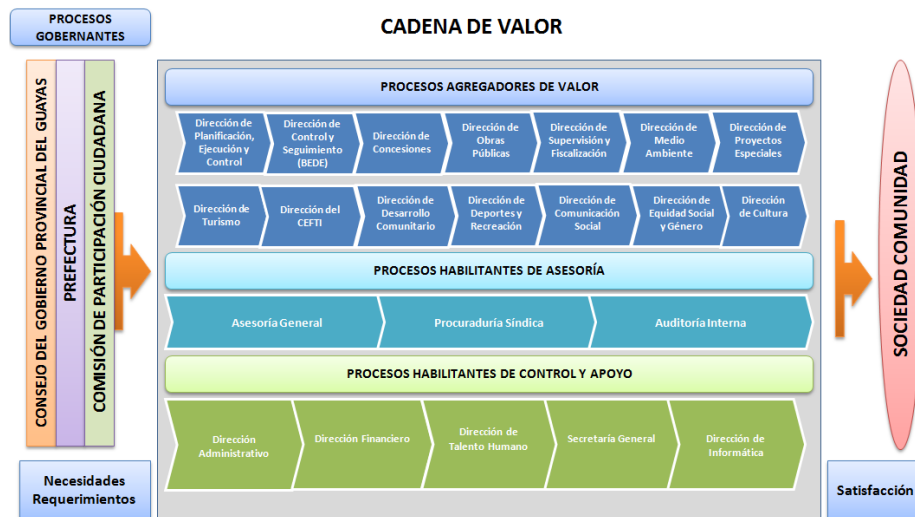 PROCESOS
GOBERNANTES
CADENA DE VALOR
CONSEJO DEL GOBIERNO PROVINCIAL DEL GUAYAS
PREFECTURA
COMISIÓN DE PARTICIPACIÓN CIUDADANA
PROCESOS AGREGADORES DE VALOR
Dirección de
Planificación,
Ejecución y
Control
Dirección de
Control y
Seguimiento
(BEDE)
Dirección de
Concesiones
Dirección de
Obras
Públicas
Dirección de
Supervisión y
Fiscalización
Dirección de
Medio
Ambiente
Dirección de
Proyectos
Especiales
Dirección de
Turismo
Dirección del
CEFTI
Dirección de
Desarrollo
Comunitario
Dirección de
Deportes y
Recreación
Dirección de
Comunicación
Social
Dirección de
Equidad Social
y Género
Dirección
de Cultura
PROCESOS HABILITANTES DE ASESORÍA
Asesoría General
Procuraduría Síndica
Auditoría Interna
PROCESOS HABILITANTES DE CONTROL Y APOYO
Dirección
Administrativo
Dirección Financiero
Dirección de
Talento Humano
Secretaría General
Dirección de
Informática
SOCIEDAD COMUNIDAD
Necesidades
Requerimientos
Satisfacción